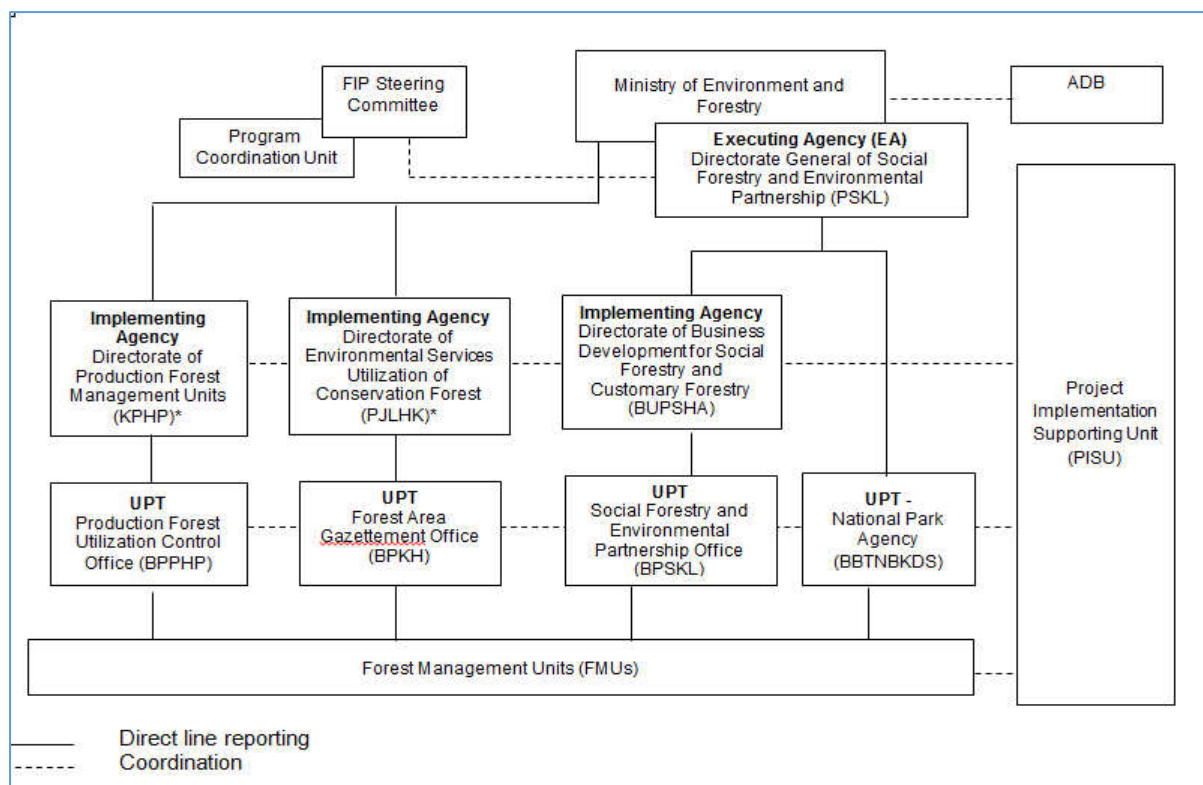 FIP Steering
Committee
Program
Coordination Unit
Ministry of Environment and
Forestry
ADB
Executing Agency (EA)
Directorate General of Social
Forestry and Environmental
Partnership (PSKL)
Implementing
Agency
Directorate of
Production Forest
Management Units
(KPHP)*
Implementing Agency
Directorate of
Environmental Services
Utilization of
Conservation Forest
(PJLHK)*
Implementing Agency
Directorate of Business
Development for Social
Forestry and
Customary Forestry
(BUPSHA)
Project
Implementation
Supporting Unit
(PISU)
UPT
Production Forest
Utilization Control
Office (BPPHP)
UPT
Forest Area
Gazettement Office
(BPKH)
UPT
Social Forestry and
Environmental
Partnership Office
(BPSKL)
UPT -
National Park
Agency
(BBTNBKDS)
Forest Management Units (FMUs)
Direct line reporting
Coordination